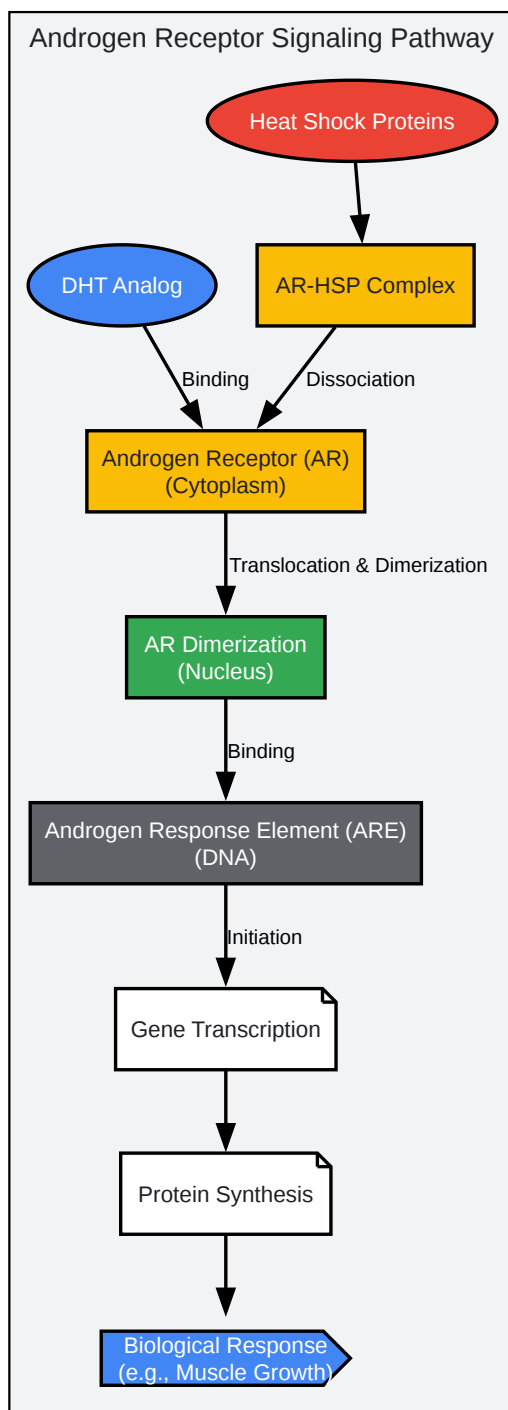 Androgen Receptor Signaling Pathway
Heat Shock Proteins
DHT Analog
AR-HSP Complex
Binding
Dissociation
Androgen Receptor (AR)
(Cytoplasm)
Translocation & Dimerization
AR Dimerization
(Nucleus)
Binding
Androgen Response Element (ARE)
(DNA)
Initiation
Gene Transcription
Protein Synthesis
Biological Response
(e.g., Muscle Growth)